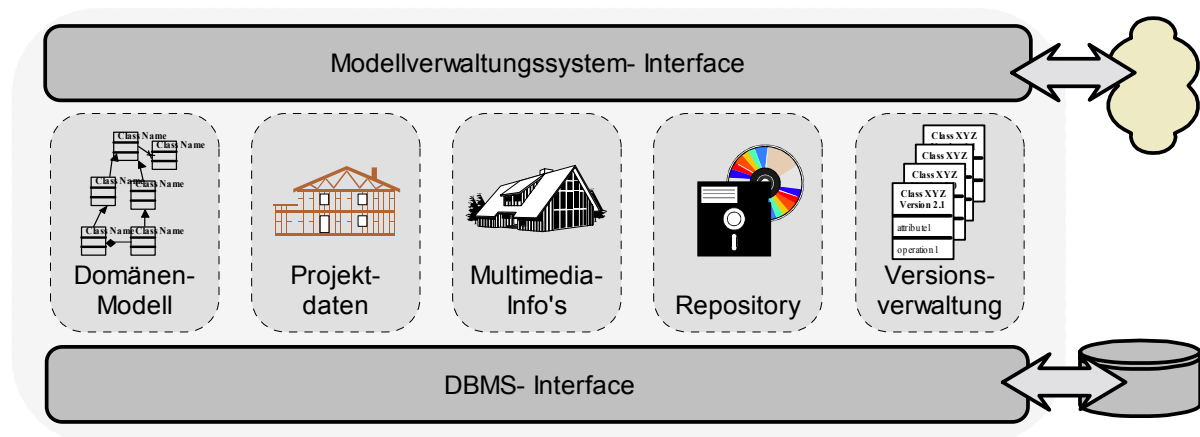 Modellverwaltungssystem- Interface
Class Name
Class Name
Class Name
Class Name
Class Name
Class Name
Domänen-
Modell
Projekt-
daten
Multimedia-
Info's
Repository
Class XYZ
Class XYZ
Class XYZ
Class XYZ
Version 2.1
attribute1
operation1
Versions-
verwaltung
DBMS- Interface